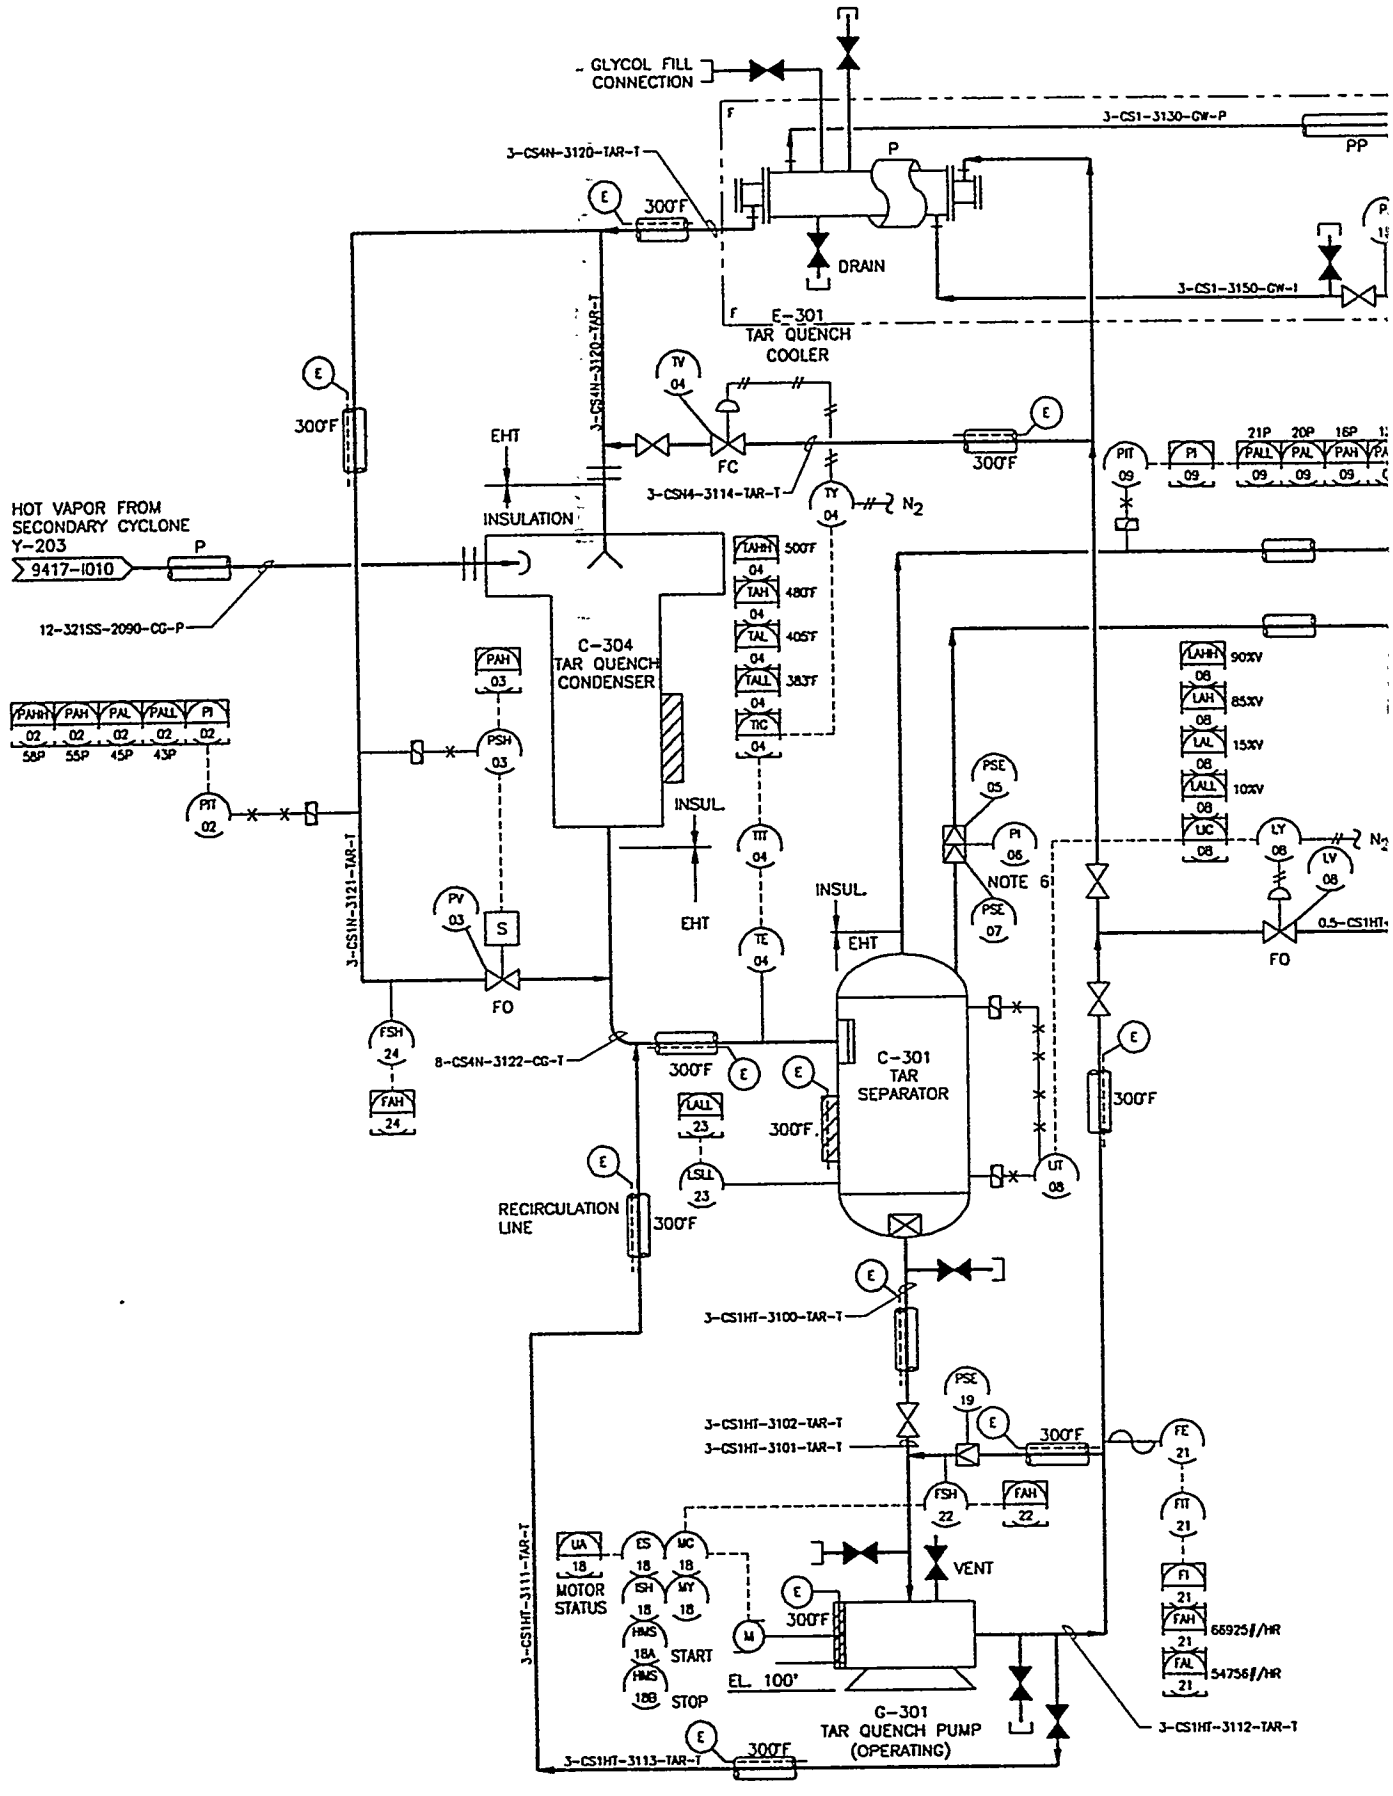 GLYCOL FILL
CONNECTION
F
3-CS1-3130-GW-P
PP
3-CS4N-3120-TAR-T
P
E
300°F
DRAIN
3-CS1-3150-GW-I
F
E-301
TAR QUENCH
COOLER
3-CS4N-3120-TAR-T
TV
04
E
300°F
EHT
INSULATION
FC
3-CSN4-3114-TAR-T
E
300°F
TY
04
N2
PIT
09
PI
09
21P
PALL
09
20P
PAL
09
16P
PAH
09
HOT VAPOR FROM
SECONDARY CYCLONE
Y-203
9417-1010
P
12-321SS-2090-CG-P
C-304
TAR QUENCH
CONDENSER
TAHH
04
500°F
TAH
04
480°F
TAL
04
405°F
TALL
04
383°F
TIC
04
PAH
03
PSH
03
PAHH
02
58P
PAH
02
55P
PAL
02
45P
PALL
02
43P
PI
02
PIT
02
LAHH
08
90%V
LAH
08
85%V
LAL
08
15%V
LALL
08
10%V
LIC
08
LY
08
N2
LV
08
PSE
05
PI
06
NOTE 6
PSE
07
INSUL.
EHT
TIT
04
TE
04
INSUL.
EHT
3-CS1N-3121-TAR-T
PV
03
S
FO
FSH
24
FAH
24
FO
0.5-CS1HT-
8-CS4N-3122-CG-T
300°F
E
E
300°F
C-301
TAR
SEPARATOR
LALL
23
LSLL
23
LIT
08
E
300°F
E
300°F
RECIRCULATION
LINE
E
3-CS1HT-3100-TAR-T
PSE
19
3-CS1HT-3102-TAR-T
3-CS1HT-3101-TAR-T
E
300°F
FE
21
FIT
21
FI
21
FAH
21
66925#/HR
FAL
21
54756#/HR
FSH
22
FAH
22
3-CS1HT-3111-TAR-T
UA
18
MOTOR
STATUS
ES
18
MC
18
ISH
18
MY
18
HMS
18A
START
HMS
18B
STOP
M
E
300°F
VENT
EL. 100'
G-301
TAR QUENCH PUMP
(OPERATING)
3-CS1HT-3112-TAR-T
3-CS1HT-3113-TAR-T
E
300°F